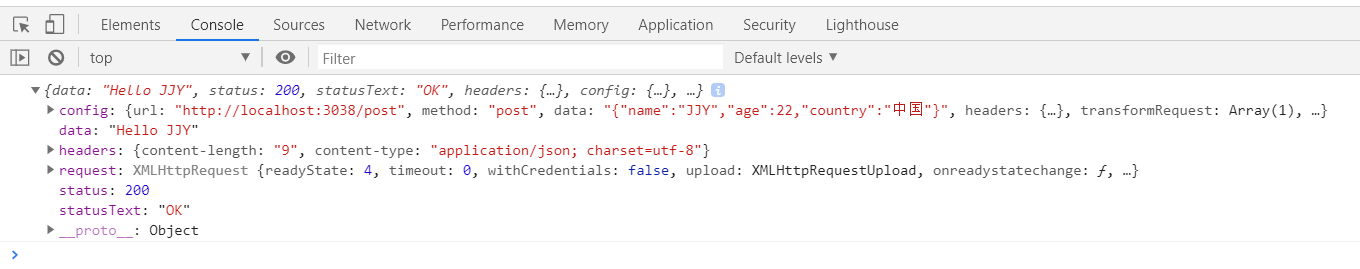 Elements Console Sources Network Performance Memory Application Security Lighthouse
top Filter Default levels
{data: "Hello JJY", status: 200, statusText: "OK", headers: {…}, config: {…}, …} i
config: {url: "http://localhost:3038/post", method: "post", data: "{"name":"JJY","age":22,"country":"中国"}", headers: {…}, transformRequest: Array(1), …}
data: "Hello JJY"
headers: {content-length: "9", content-type: "application/json; charset=utf-8"}
request: XMLHttpRequest {readyState: 4, timeout: 0, withCredentials: false, upload: XMLHttpRequestUpload, onreadystatechange: ƒ, …}
status: 200
statusText: "OK"
__proto__: Object